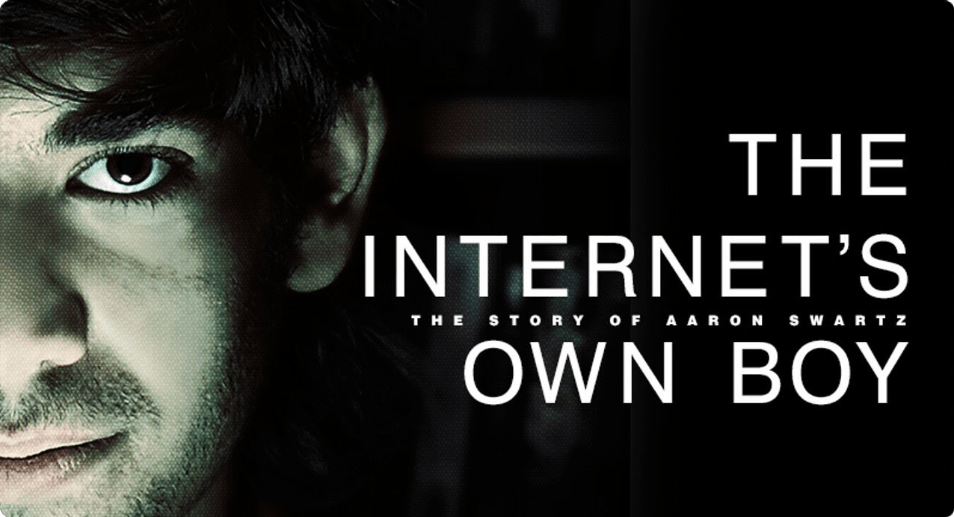 THE
INTERNET'S
THE STORY OF AARON SWARTZ
OWN BOY